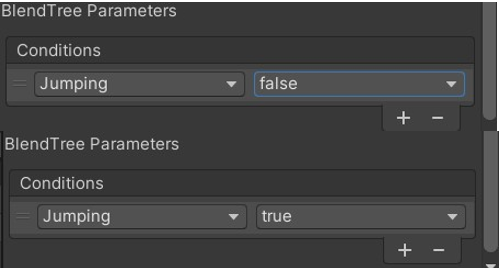 BlendTree Parameters
Conditions
Jumping false
+ −
BlendTree Parameters
Conditions
Jumping true
+ −